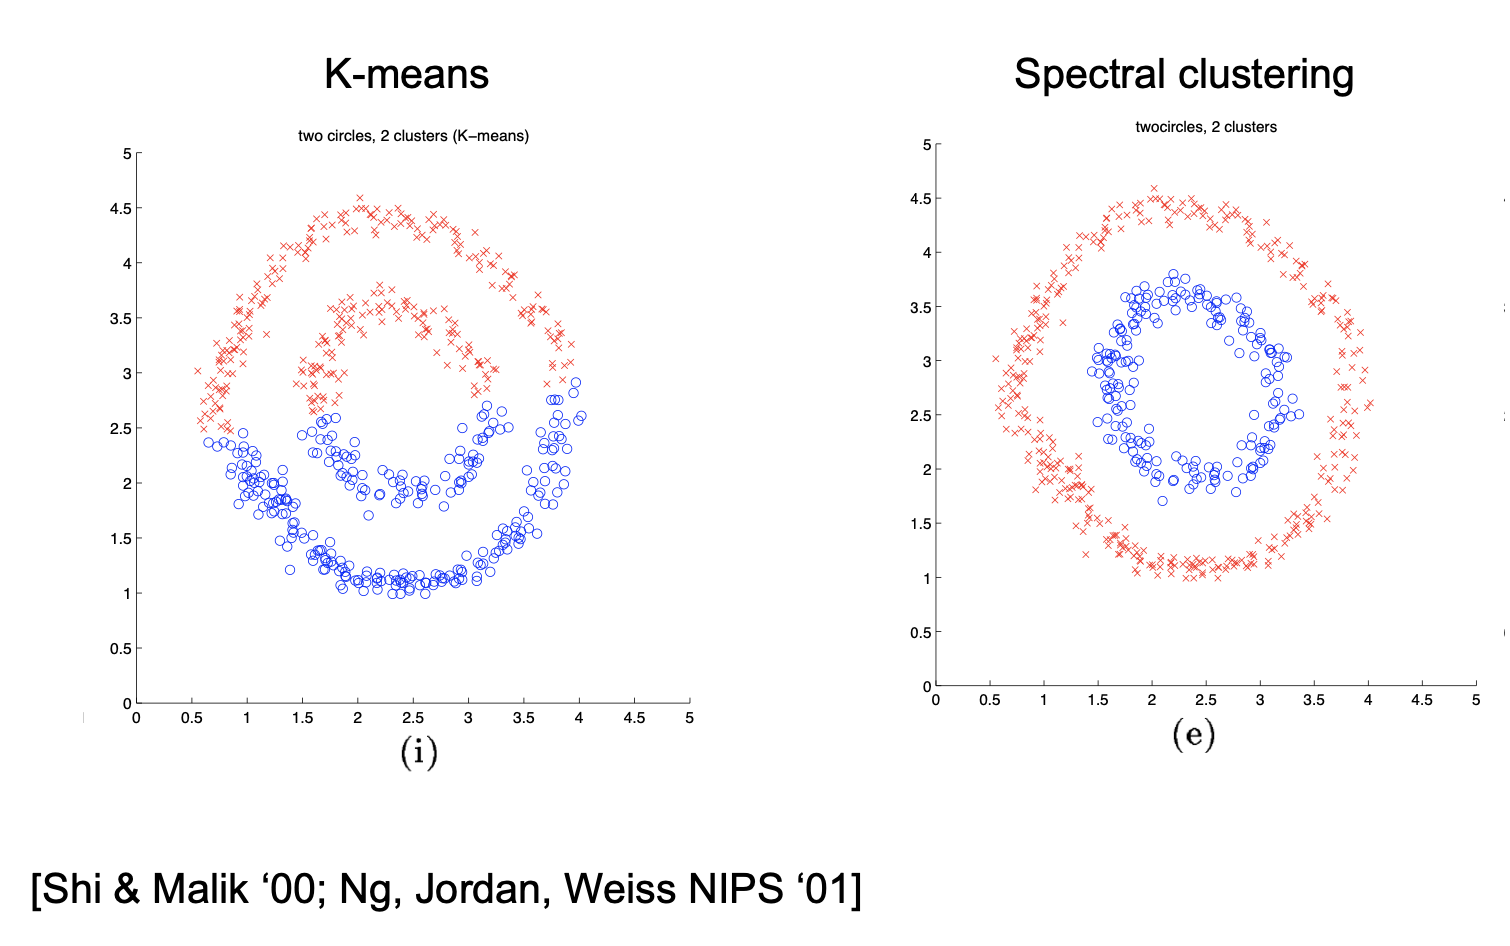 K-means
Spectral clustering
two circles, 2 clusters (K−means)
twocircles, 2 clusters
5
4.5
4
3.5
3
2.5
2
1.5
1
0.5
0
0 0.5 1 1.5 2 2.5 3 3.5 4 4.5 5
(i)
5
4.5
4
3.5
3
2.5
2
1.5
1
0.5
0
0 0.5 1 1.5 2 2.5 3 3.5 4 4.5 5
(e)
[Shi & Malik ‘00; Ng, Jordan, Weiss NIPS ‘01]